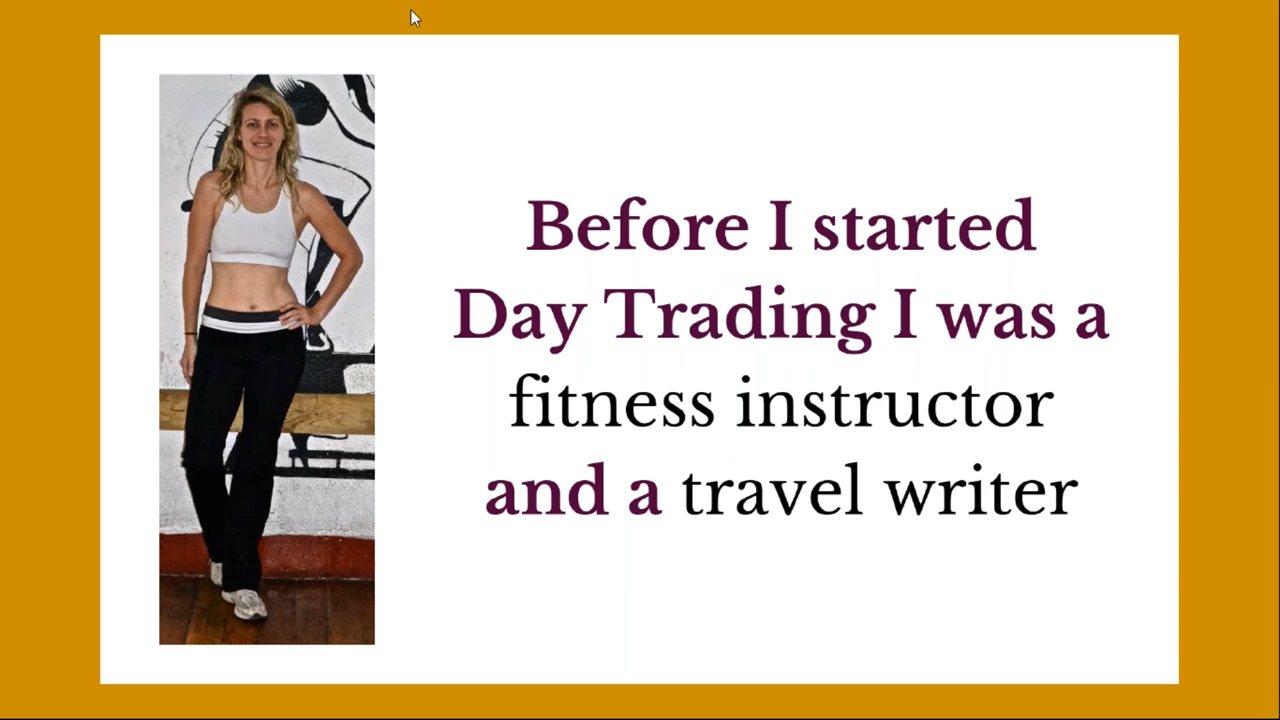 Before I started
Day Trading I was a
fitness instructor
and a travel writer